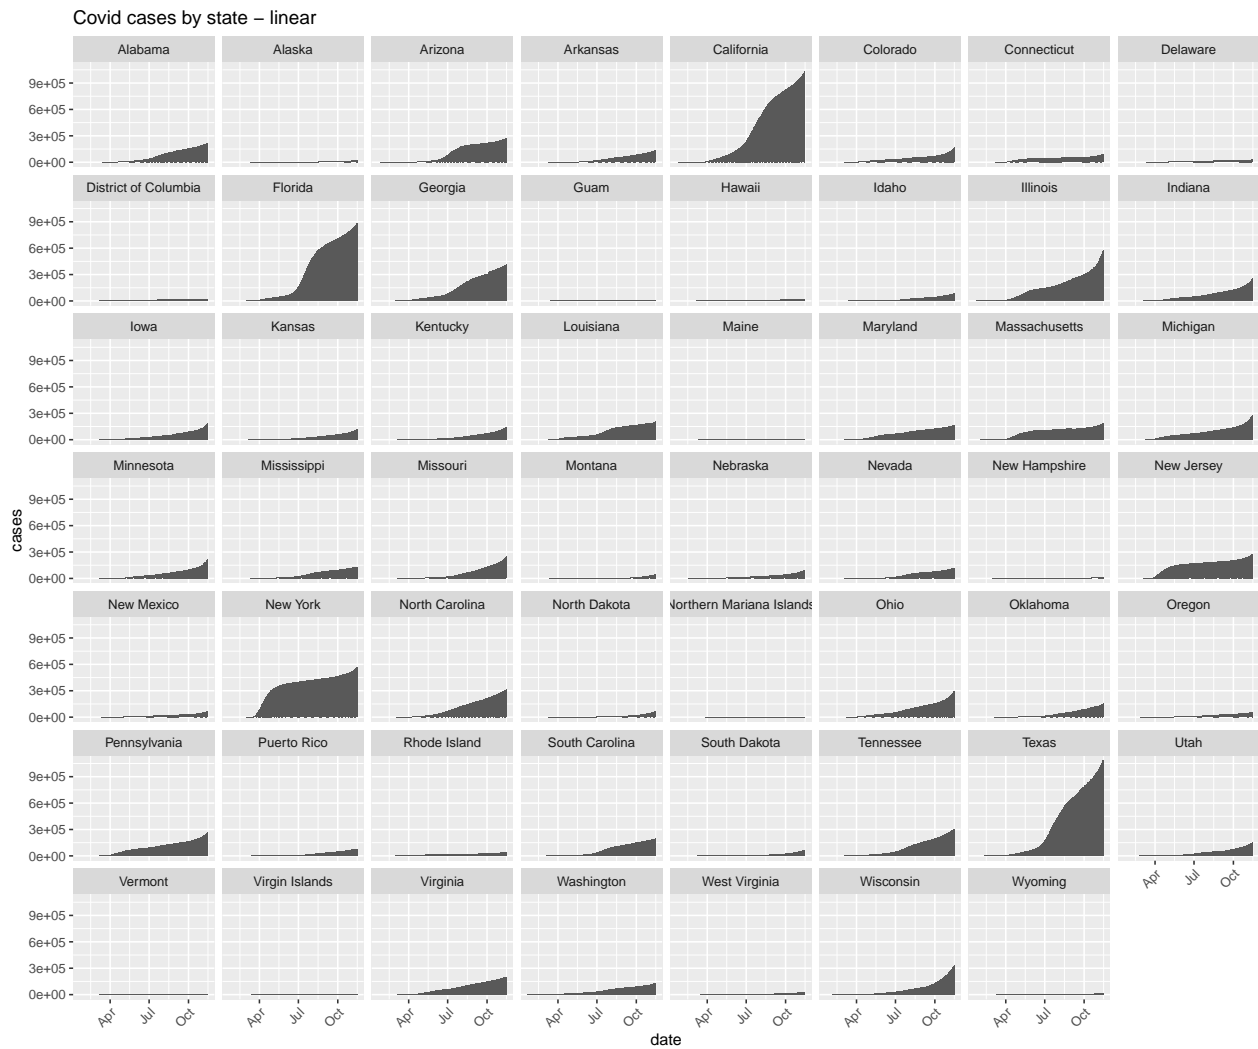 Covid cases by state – linear
Alabama Alaska Arizona Arkansas California Colorado Connecticut Delaware
9e+05
6e+05
3e+05
0e+00
District of Columbia Florida Georgia Guam Hawaii Idaho Illinois Indiana
9e+05
6e+05
3e+05
0e+00
Iowa Kansas Kentucky Louisiana Maine Maryland Massachusetts Michigan
9e+05
6e+05
3e+05
0e+00
Minnesota Mississippi Missouri Montana Nebraska Nevada New Hampshire New Jersey
9e+05
6e+05
3e+05
0e+00
cases
New Mexico New York North Carolina North Dakota Northern Mariana Islands Ohio Oklahoma Oregon
9e+05
6e+05
3e+05
0e+00
Pennsylvania Puerto Rico Rhode Island South Carolina South Dakota Tennessee Texas Utah
9e+05
6e+05
3e+05
0e+00
Apr Jul Oct
Vermont Virgin Islands Virginia Washington West Virginia Wisconsin Wyoming
9e+05
6e+05
3e+05
0e+00
Apr Jul Oct Apr Jul Oct Apr Jul Oct Apr Jul Oct Apr Jul Oct Apr Jul Oct Apr Jul Oct
date